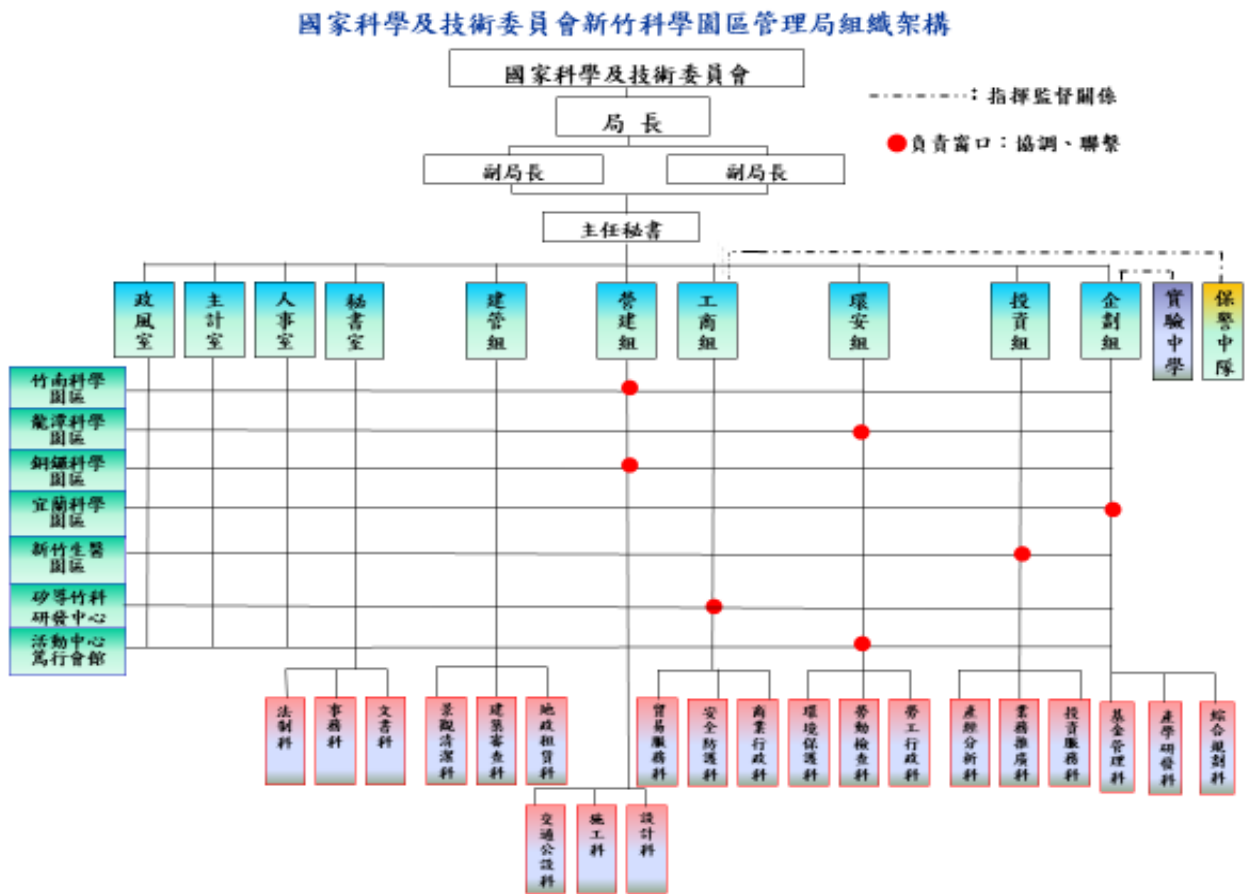 國家科學及技術委員會新竹科學園區管理局組織架構
國家科學及技術委員會
：指揮監督關係
局 長
負責窗口：協調、聯繫
副局長
副局長
主任秘書
政風室
主計室
人事室
秘書室
建管組
營建組
工商組
環安組
投資組
企劃組
實驗中學
保警中隊
竹南科學
園區
龍潭科學
園區
銅鑼科學
園區
宜蘭科學
園區
新竹生醫
園區
矽導竹科
研發中心
活動中心
篤行會館
法制科
事務科
文書科
景觀清潔科
建築審查科
地政租賃科
貿易服務科
安全防護科
商業行政科
環境保護科
勞動檢查科
勞工行政科
產經分析科
業務推廣科
投資服務科
基金管理科
產學研發科
綜合規劃科
交通公設科
施工科
設計科